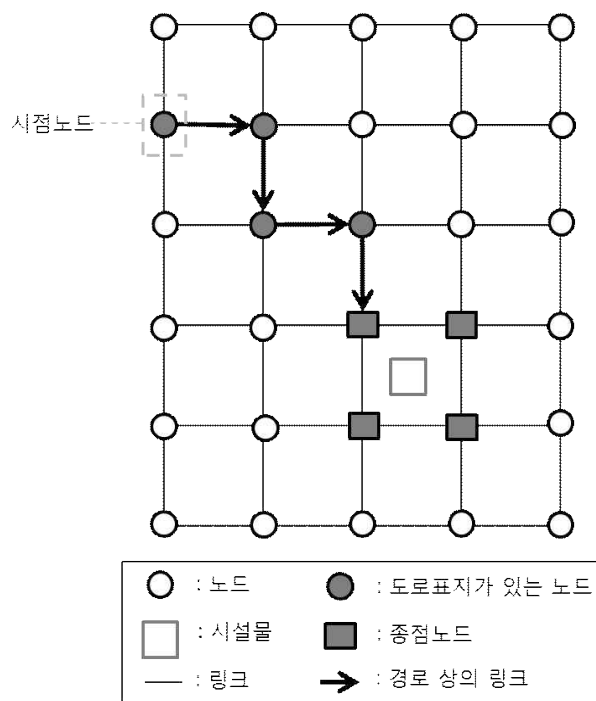 시점노드
: 노드
: 도로표지가 있는 노드
: 시설물
: 종점노드
: 링크
: 경로 상의 링크